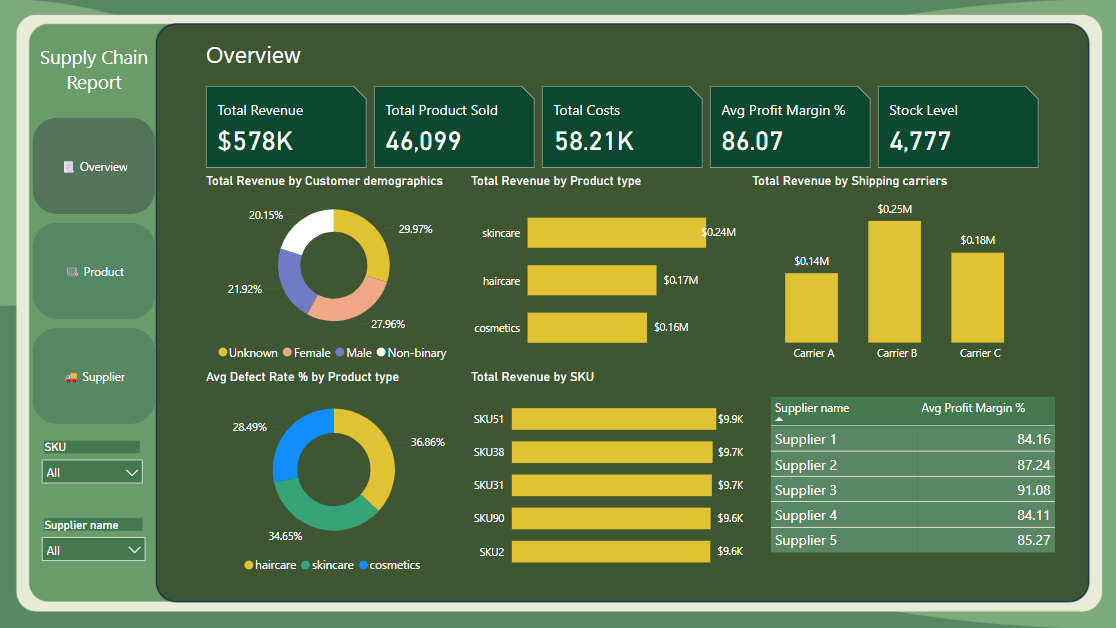 Supply Chain
Report
Overview
Product
Supplier
SKU
All
Supplier name
All
Overview
Total Revenue
$578K
Total Product Sold
46,099
Total Costs
58.21K
Avg Profit Margin %
86.07
Stock Level
4,777
Total Revenue by Customer demographics
20.15%
29.97%
21.92%
27.96%
Unknown Female Male Non-binary
Total Revenue by Product type
skincare $0.24M
haircare $0.17M
cosmetics $0.16M
Total Revenue by Shipping carriers
$0.14M
$0.25M
$0.18M
Carrier A Carrier B Carrier C
Avg Defect Rate % by Product type
28.49%
36.86%
34.65%
haircare skincare cosmetics
Total Revenue by SKU
SKU51 $9.9K
SKU38 $9.7K
SKU31 $9.7K
SKU90 $9.6K
SKU2 $9.6K
Supplier name Avg Profit Margin %
Supplier 1 84.16
Supplier 2 87.24
Supplier 3 91.08
Supplier 4 84.11
Supplier 5 85.27